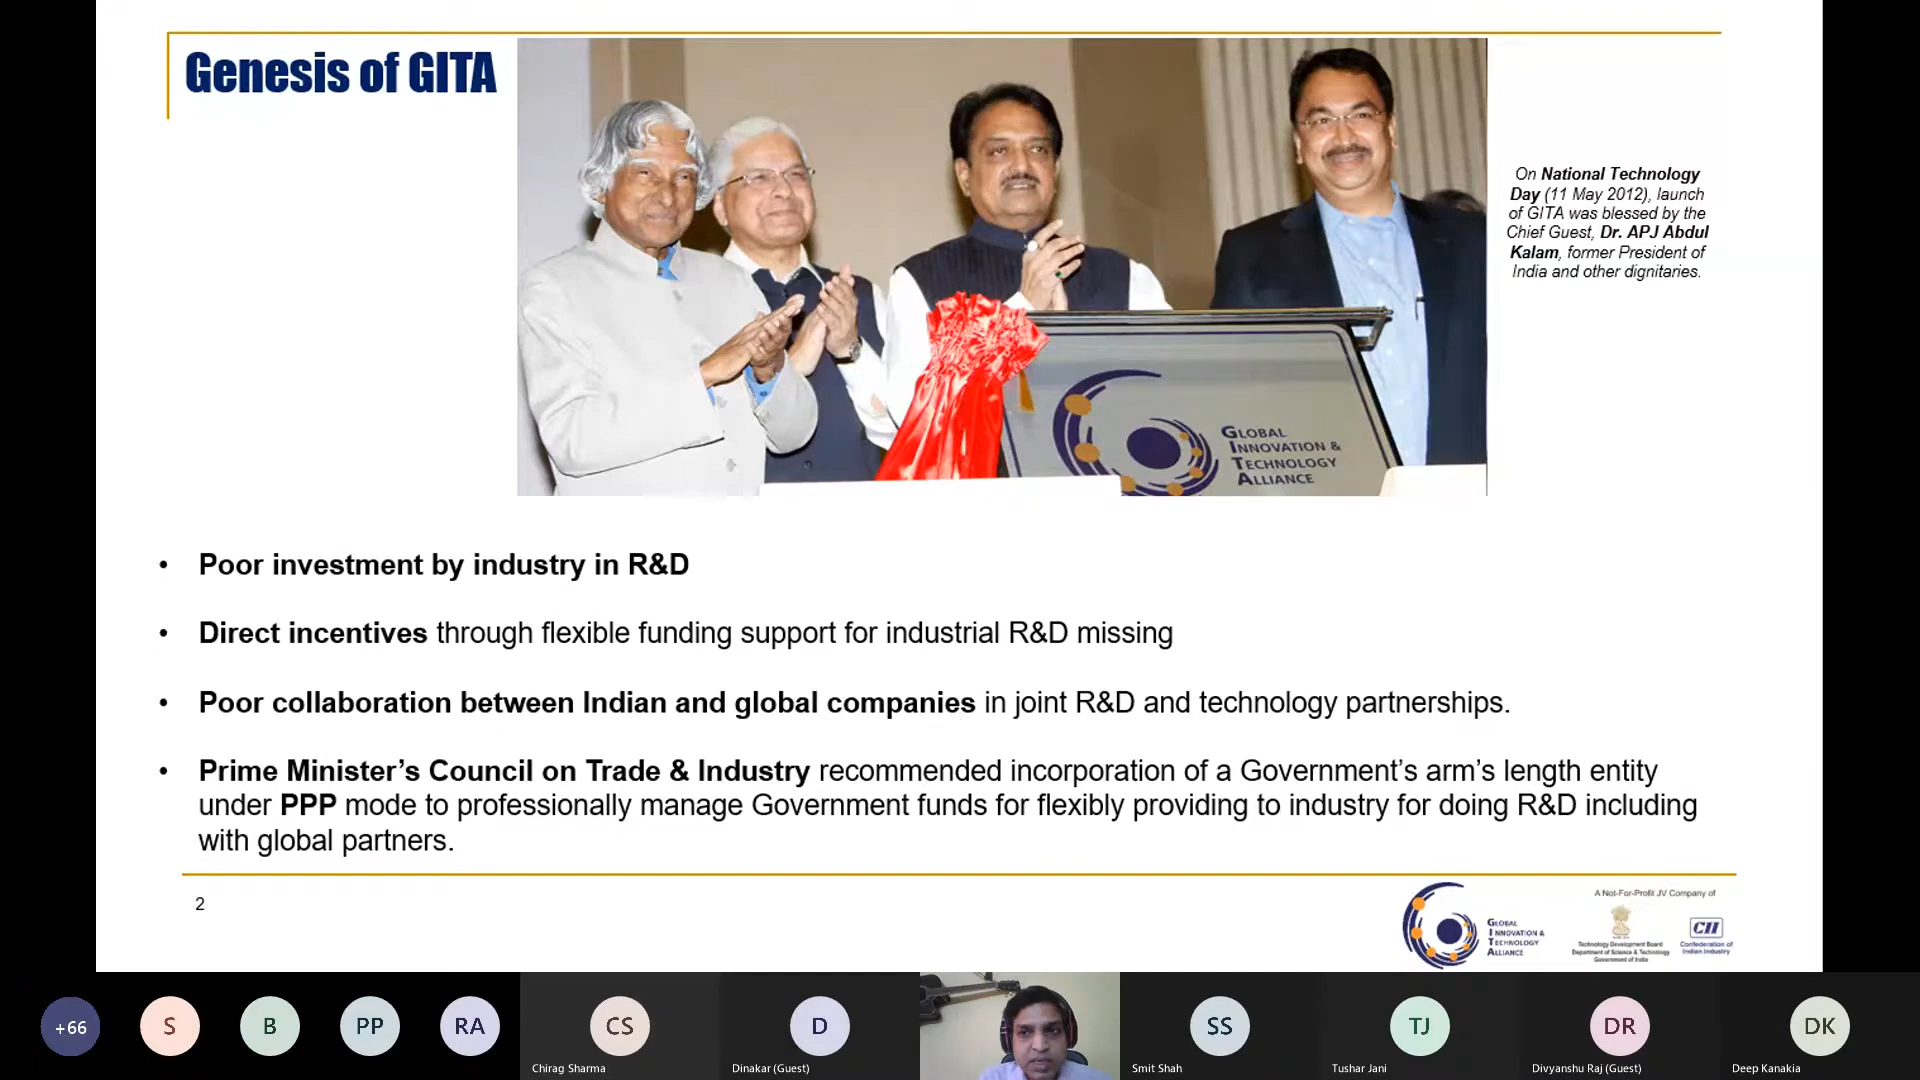 Genesis of GITA
On National Technology
Day (11 May 2012), launch
of GITA was blessed by the
Chief Guest, Dr. APJ Abdul
Kalam, former President of
India and other dignitaries.
GLOBAL
INNOVATION &
TECHNOLOGY
ALLIANCE
• Poor investment by industry in R&D
• Direct incentives through flexible funding support for industrial R&D missing
• Poor collaboration between Indian and global companies in joint R&D and technology partnerships.
• Prime Minister’s Council on Trade & Industry recommended incorporation of a Government’s arm’s length entity
under PPP mode to professionally manage Government funds for flexibly providing to industry for doing R&D including
with global partners.
2
GLOBAL
INNOVATION &
TECHNOLOGY
ALLIANCE
A Not-For-Profit JV Company of
Technology Development Board
Department of Science & Technology
Government of India
CII
Confederation of
Indian Industry
+66
S
B
PP
RA
CS
Chirag Sharma
D
Dinakar (Guest)
SS
Smit Shah
TJ
Tushar Jani
DR
Divyanshu Raj (Guest)
DK
Deep Kanakia